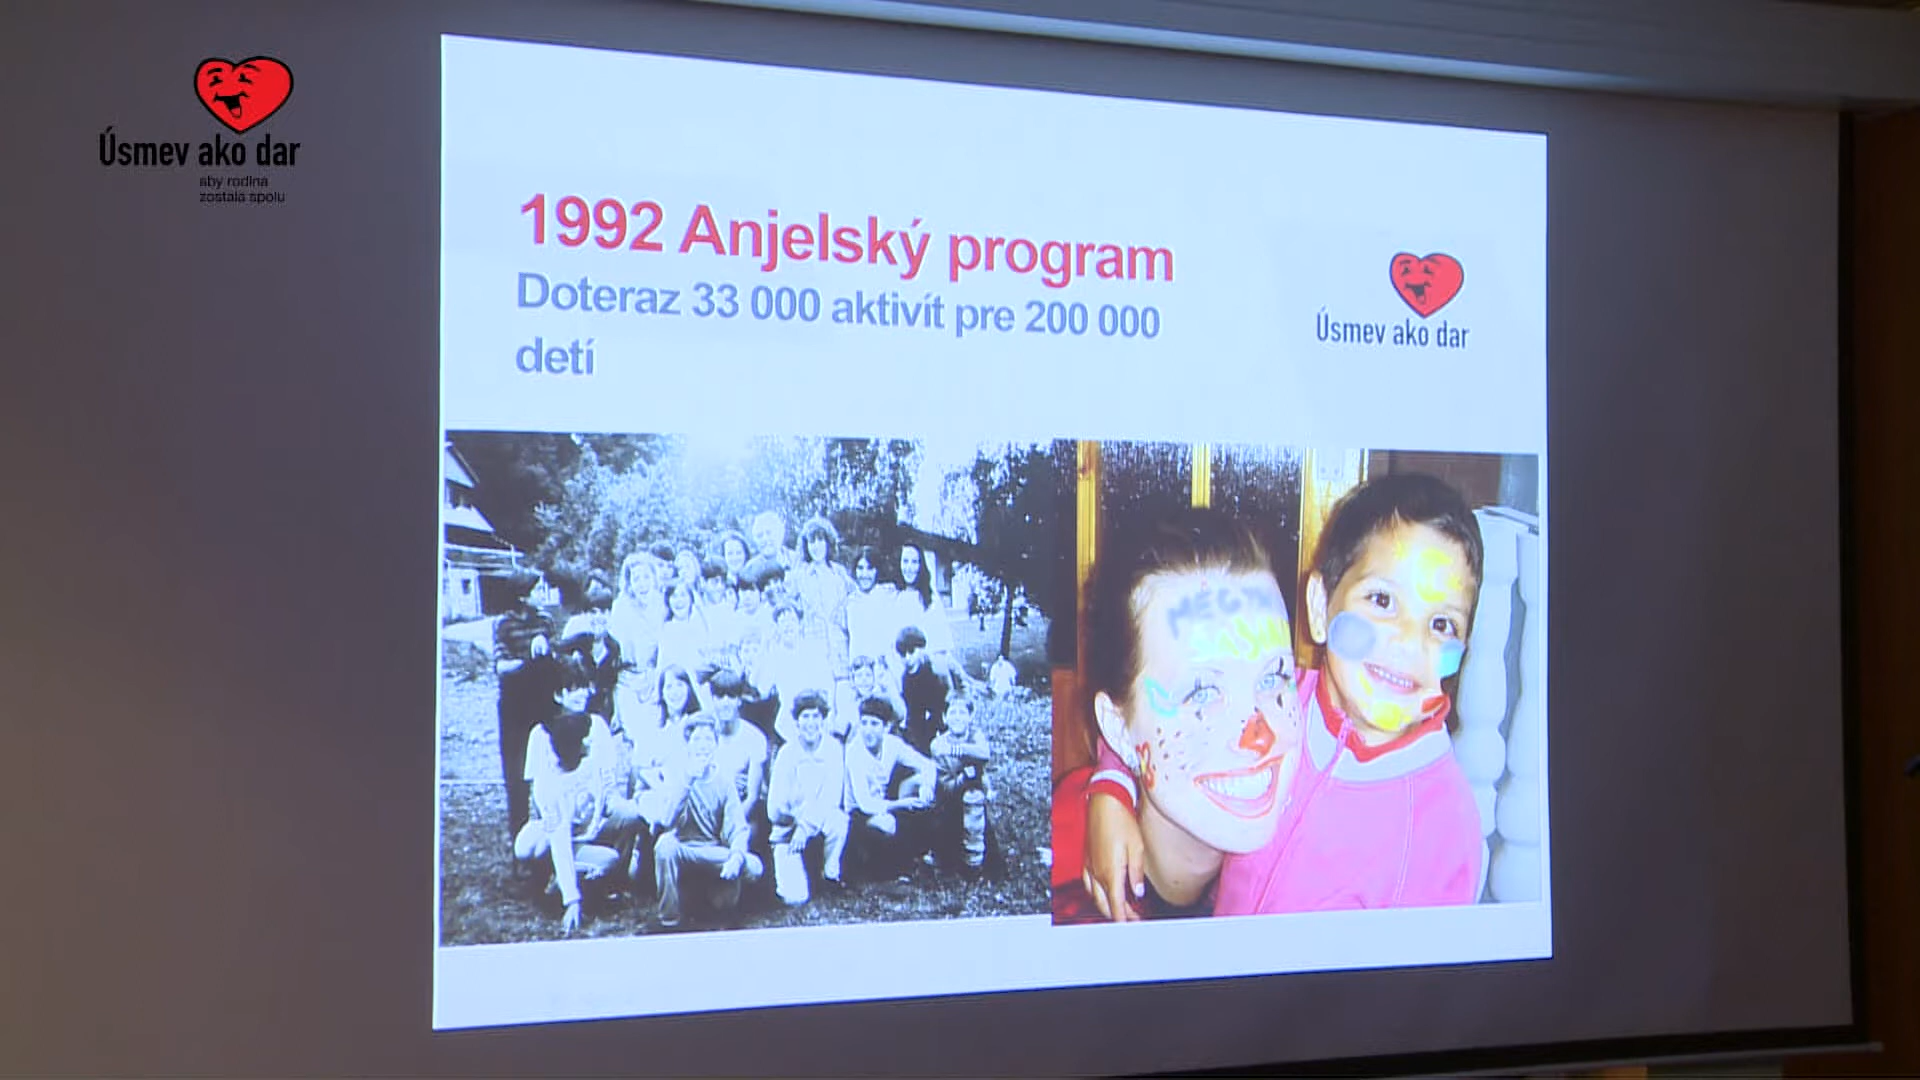 Úsmev ako dar
aby rodina
zostala spolu
1992 Anjelský program
Doteraz 33 000 aktivít pre 200 000
detí
Úsmev ako dar